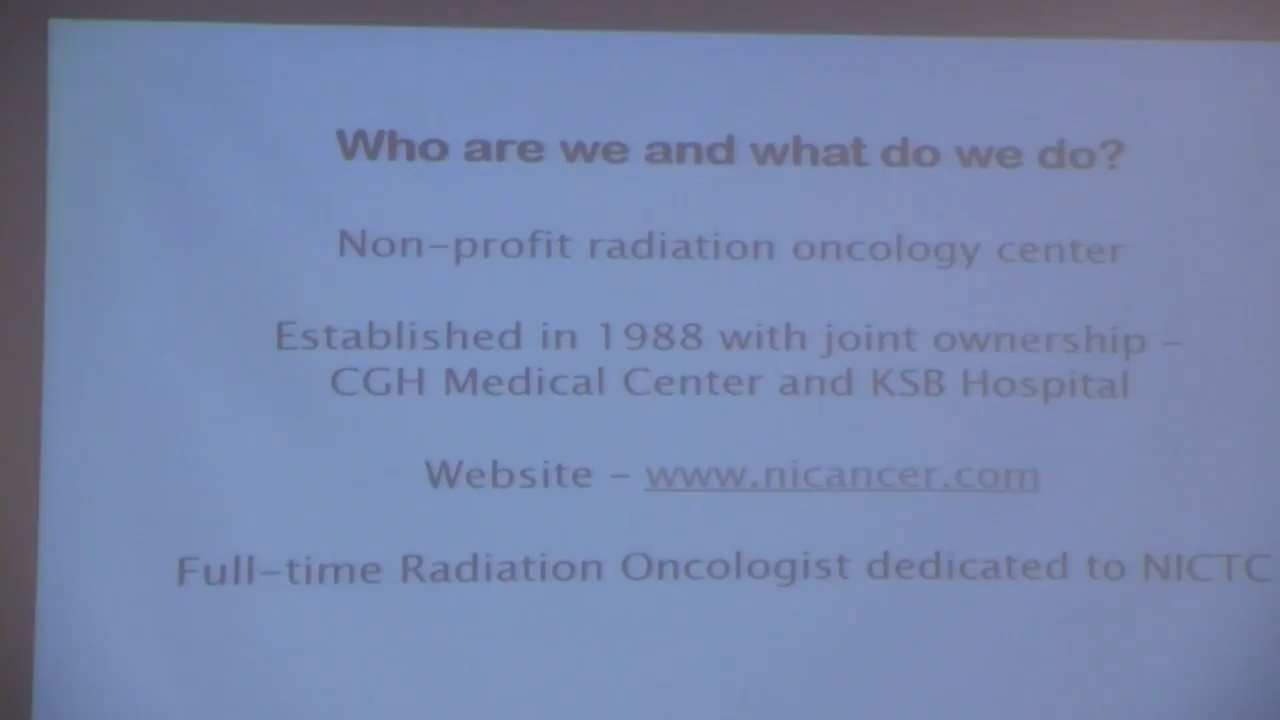 Who are we and what do we do?
Non-profit radiation oncology center
Established in 1988 with joint ownership -
CGH Medical Center and KSB Hospital
Website - www.nicancer.com
Full-time Radiation Oncologist dedicated to NICTC